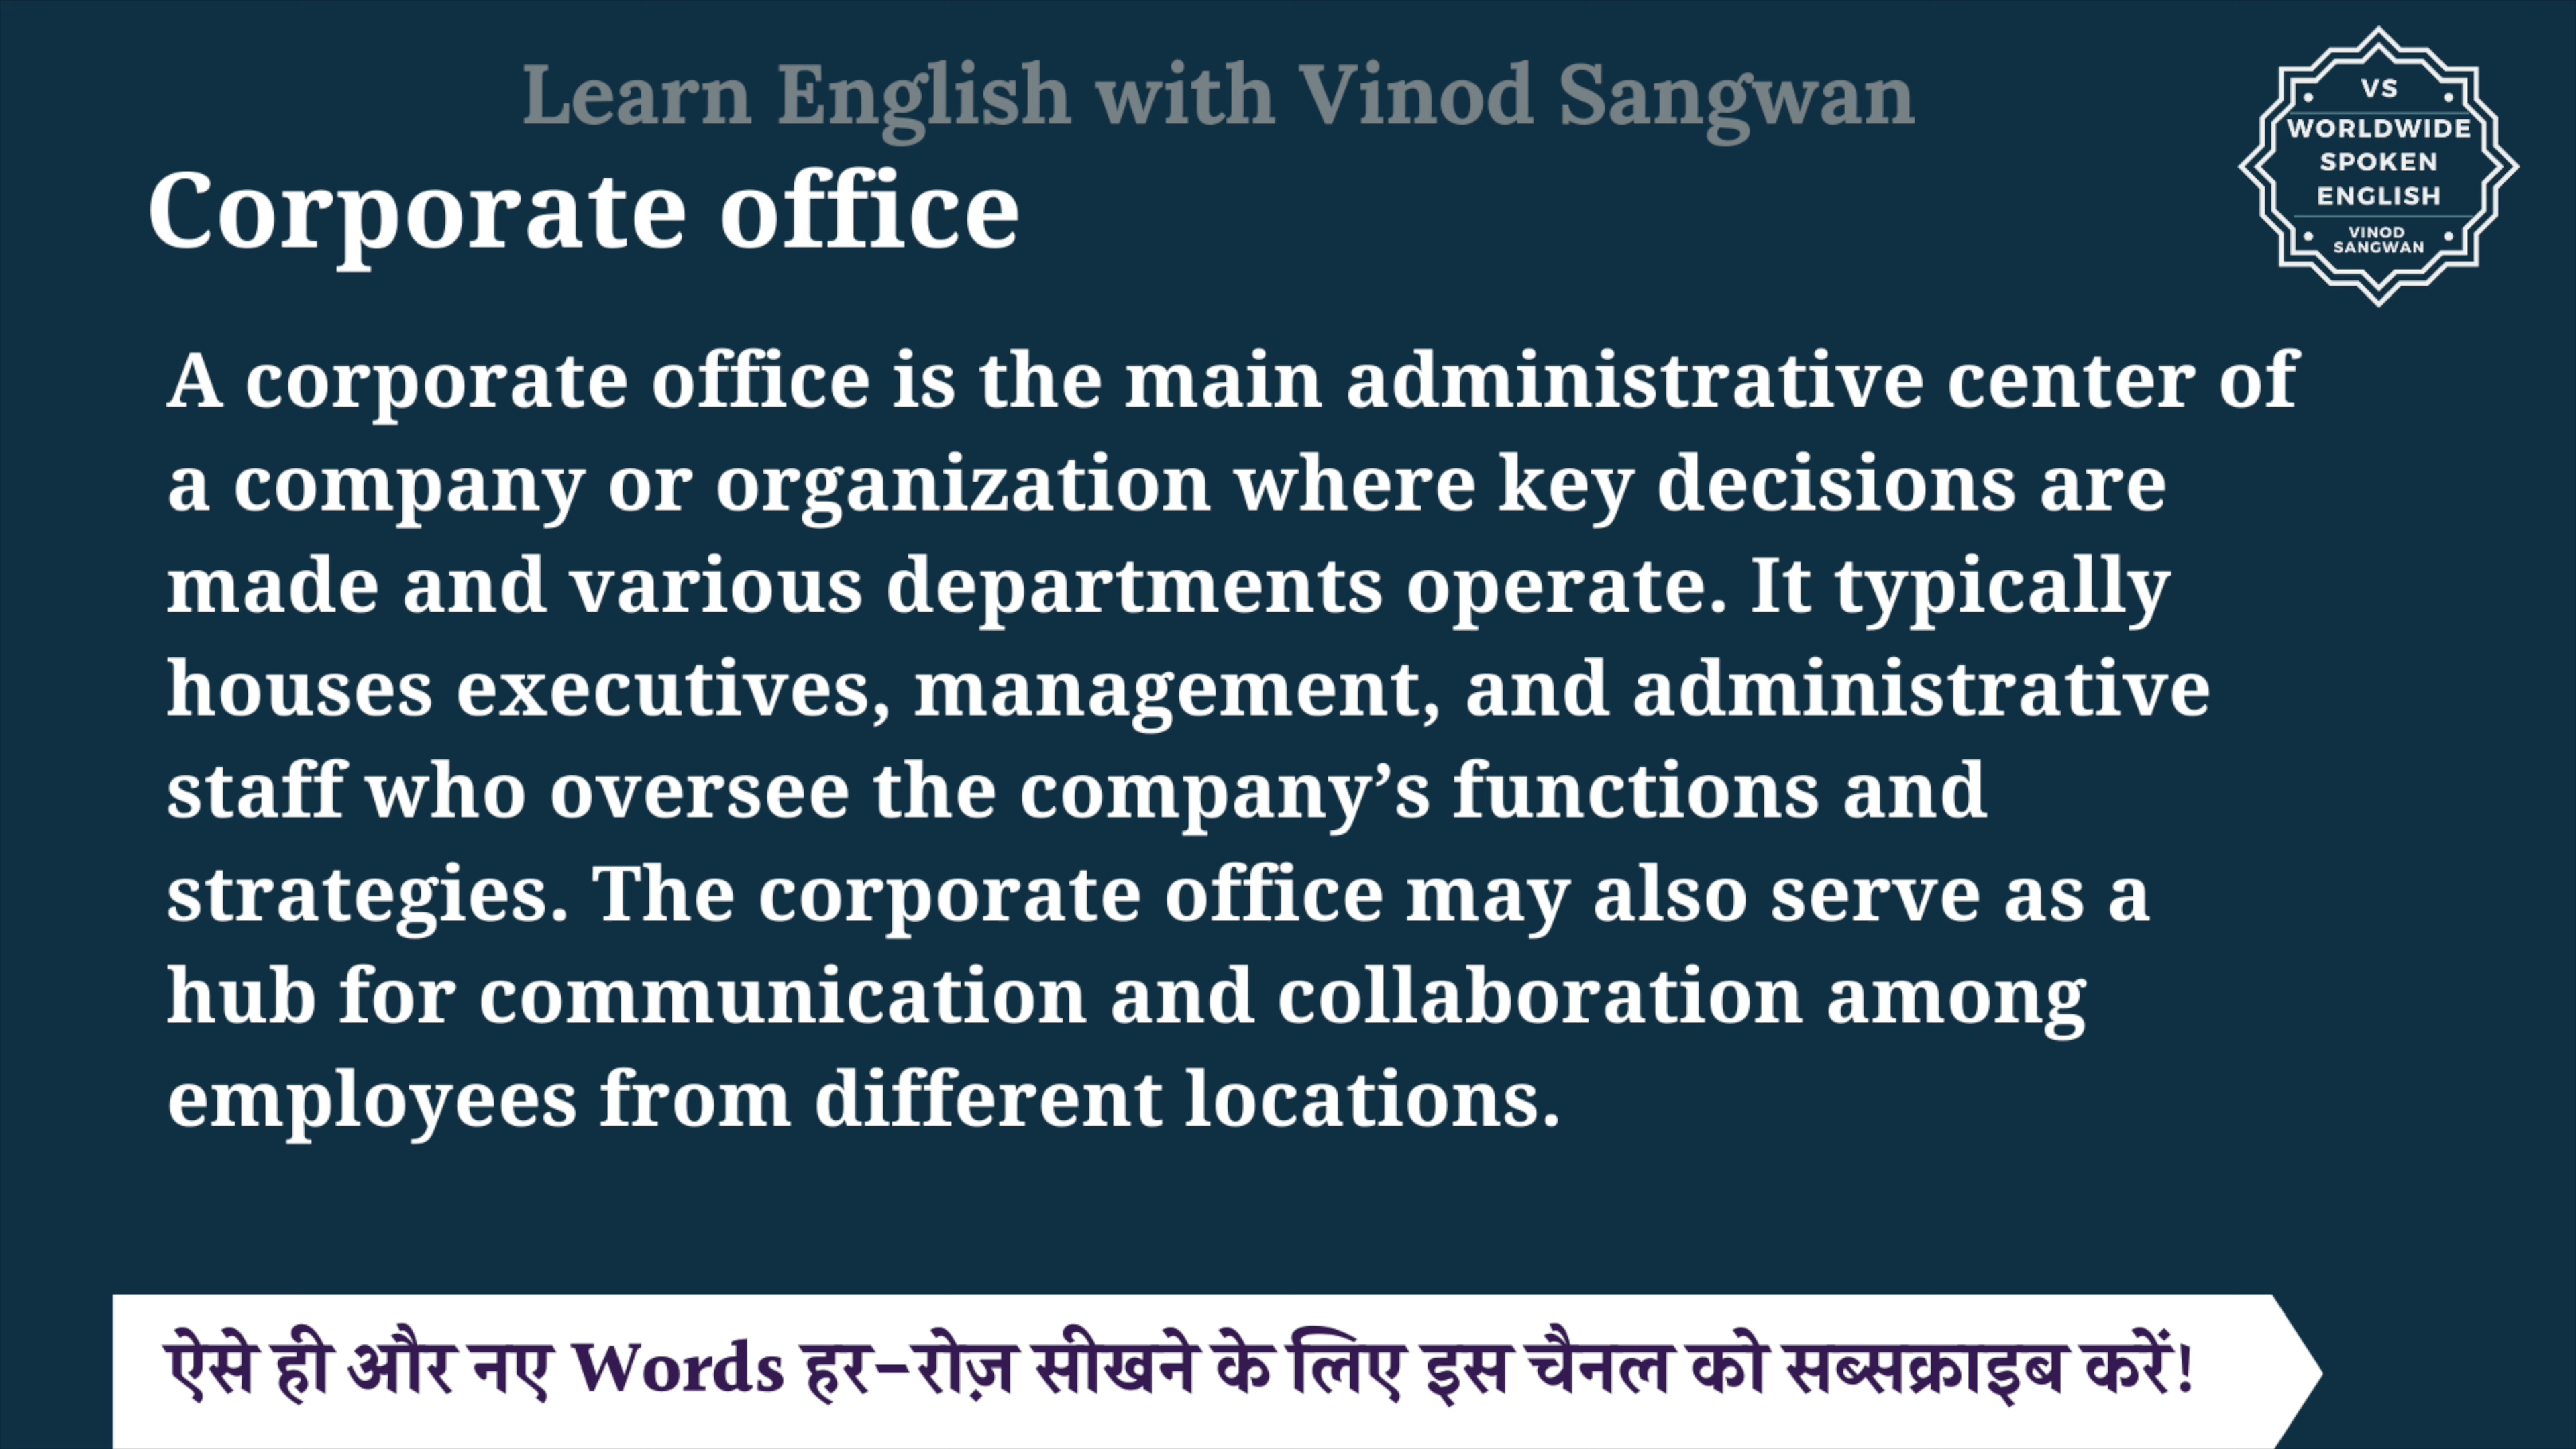 Learn English with Vinod Sangwan
VS
WORLDWIDE
SPOKEN
ENGLISH
VINOD
SANGWAN
Corporate office
A corporate office is the main administrative center of
a company or organization where key decisions are
made and various departments operate. It typically
houses executives, management, and administrative
staff who oversee the company’s functions and
strategies. The corporate office may also serve as a
hub for communication and collaboration among
employees from different locations.
ऐसे ही और नए Words हर-रोज़ सीखने के लिए इस चैनल को सब्सक्राइब करें!